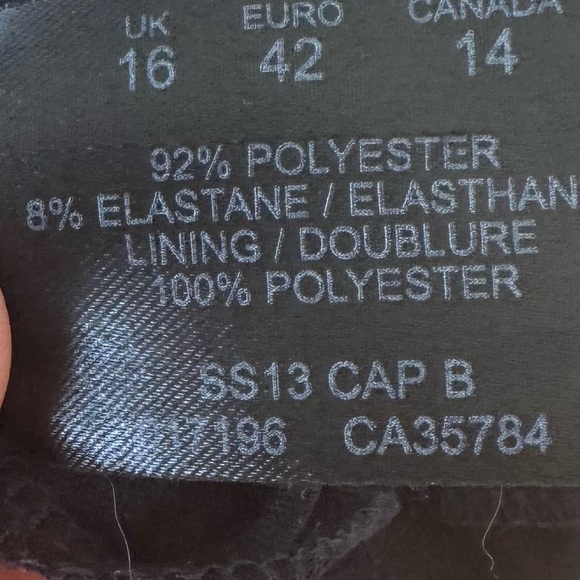 UK EURO CANADA
16 42 14
92% POLYESTER
8% ELASTANE / ELASTHAN
LINING / DOUBLURE
100% POLYESTER
SS13 CAP B
CA35784